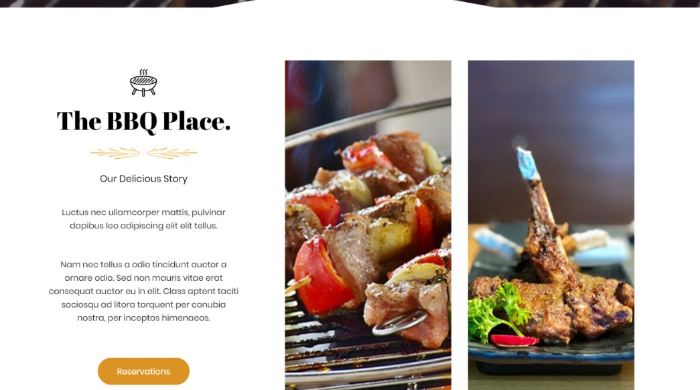 The BBQ Place.
Our Delicious Story
Luctus nec ullamcorper mattis, pulvinar
dapibus leo adipiscing elit elit tellus.
Nam nec tellus a odio tincidunt auctor a
ornare odio. Sed non mauris vitae erat
consequat auctor eu in elit. Class aptent taciti
sociosqu ad litora torquent per conubia
nostra, per inceptos himenaeos.
Reservations